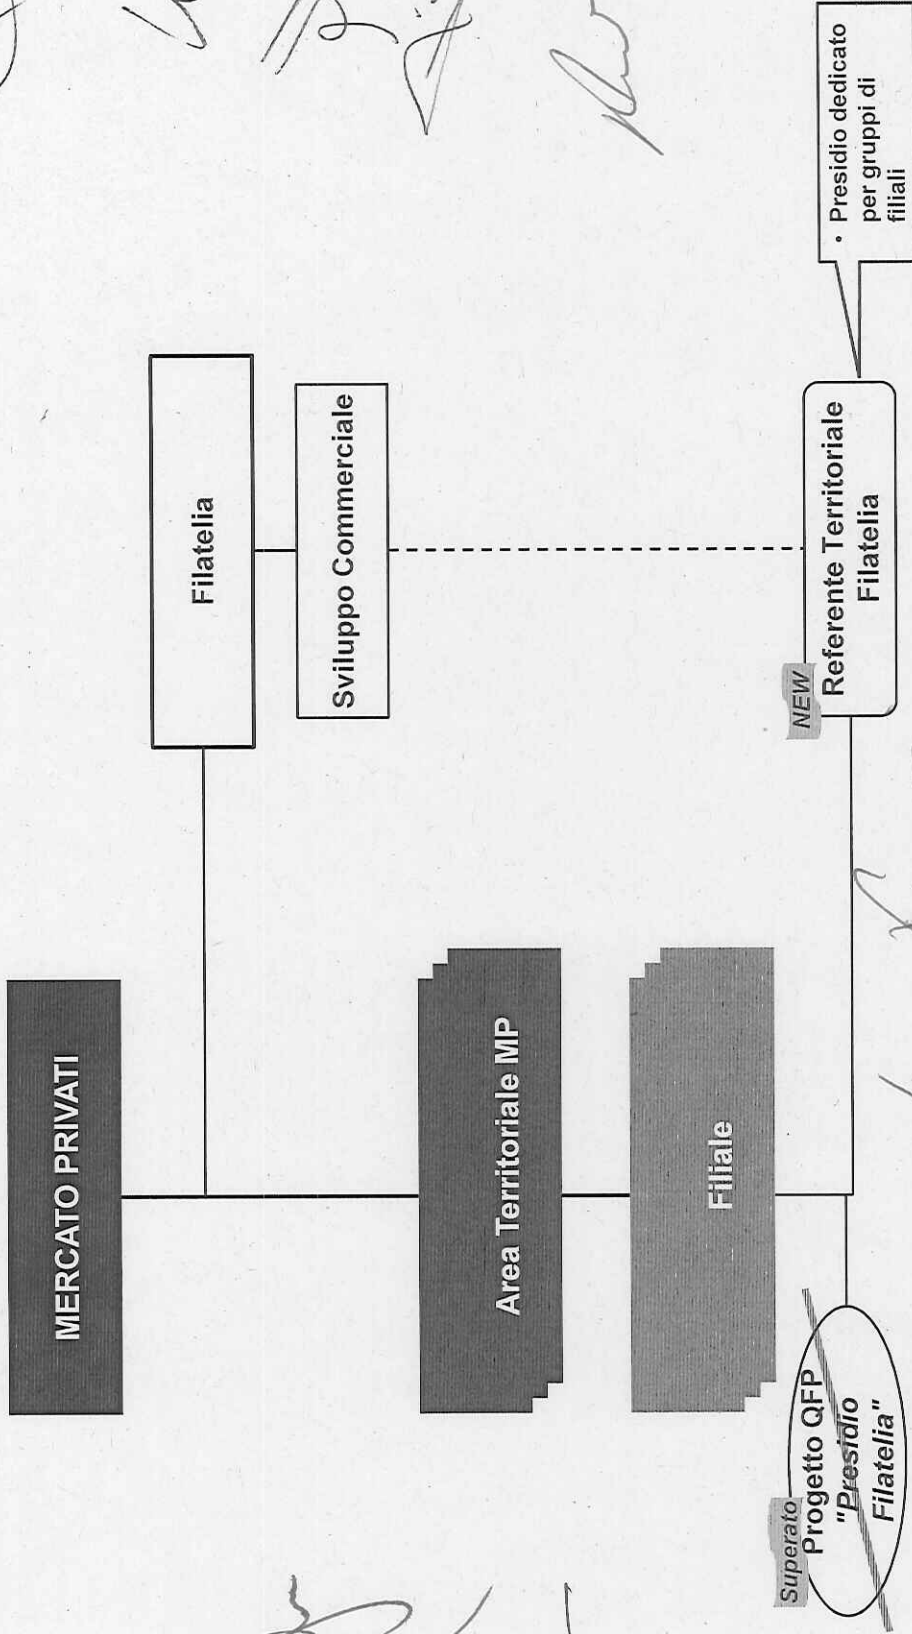 MERCATO PRIVATI
Filatelia
Sviluppo Commerciale
Area Territoriale MP
Filiale
Superato
Progetto QFP
"Presidio
Filatelia"
NEW
Referente Territoriale
Filatelia
• Presidio dedicato
per gruppi di
filiali